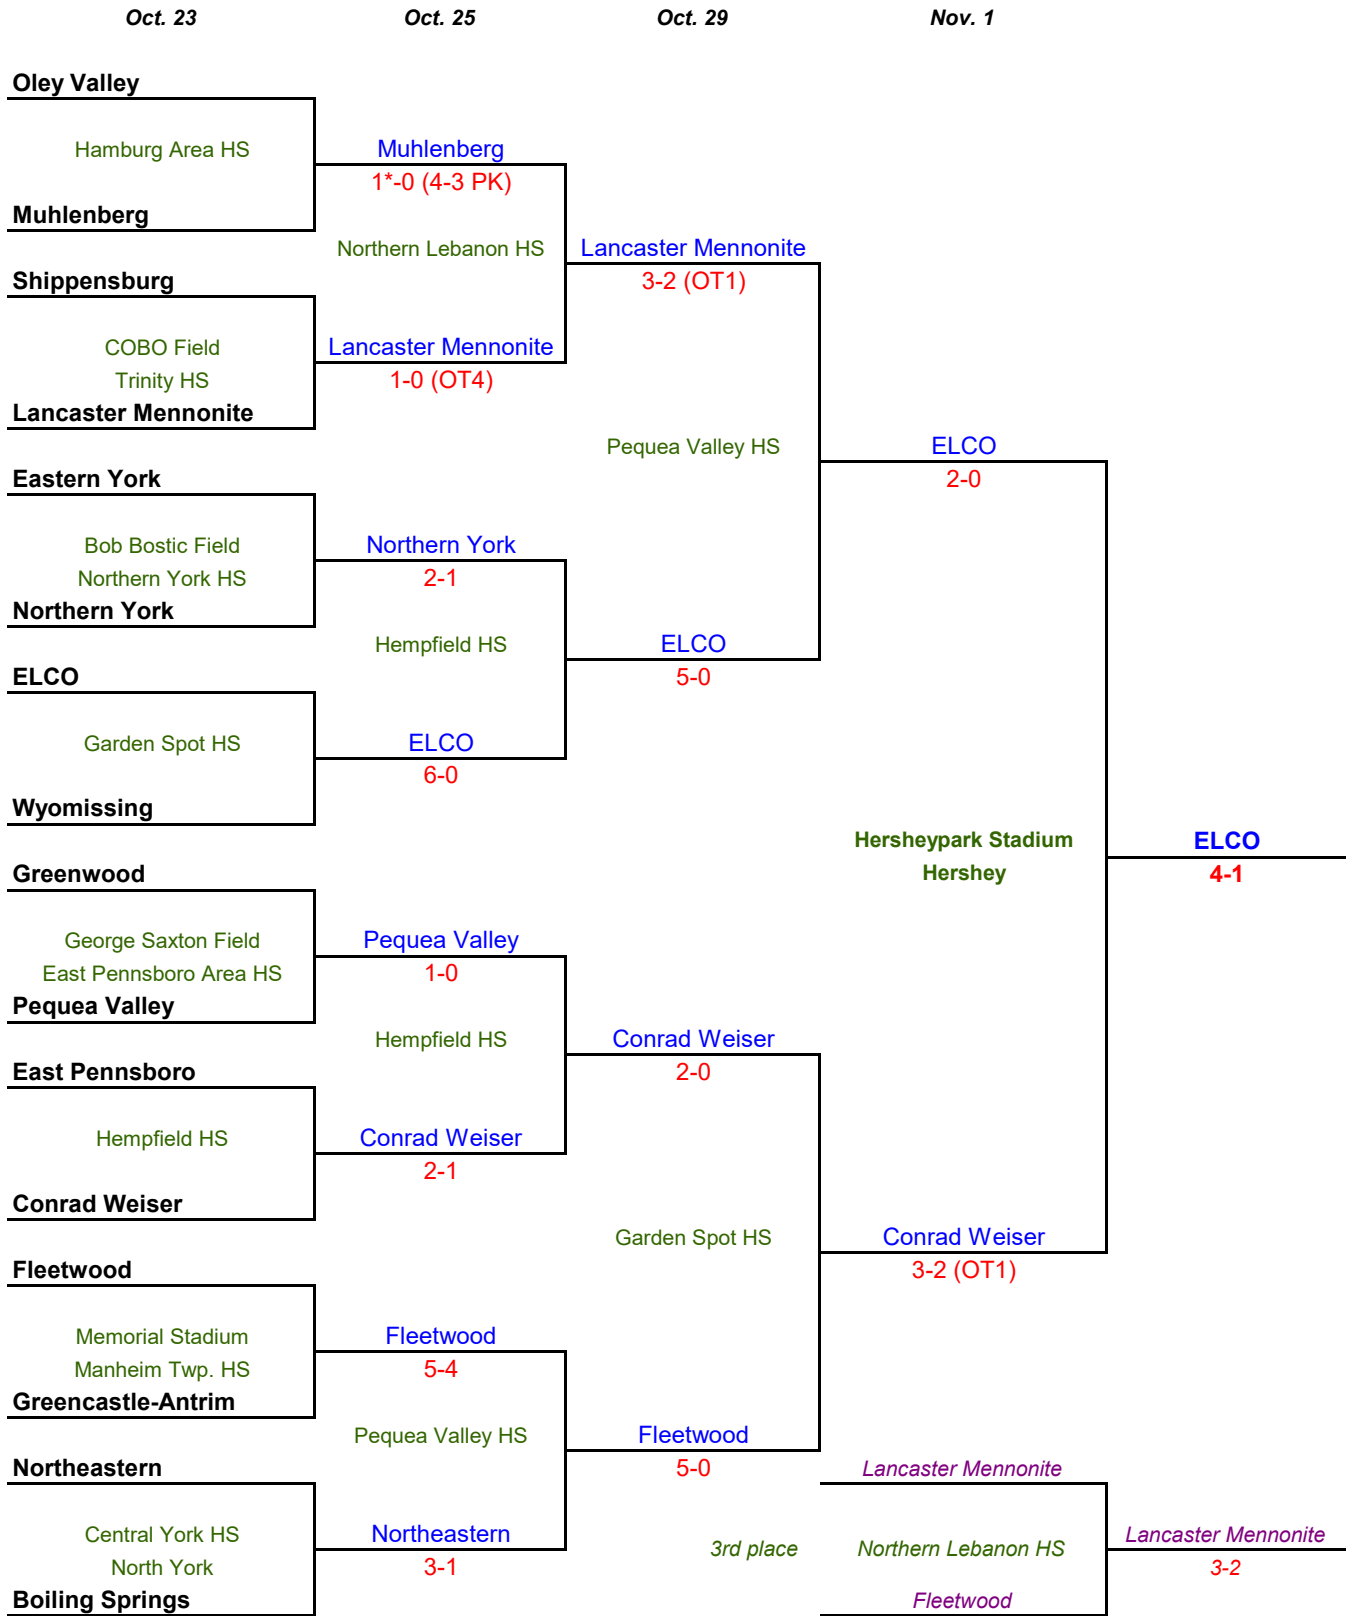 Oct. 23 Oct. 25 Oct. 29 Nov. 1
Oley Valley
Hamburg Area HS Muhlenberg
1*-0 (4-3 PK)
Muhlenberg
Northern Lebanon HS Lancaster Mennonite
Shippensburg 3-2 (OT1)
COBO Field Lancaster Mennonite
Trinity HS 1-0 (OT4)
Lancaster Mennonite
Pequea Valley HS ELCO
Eastern York 2-0
Bob Bostic Field Northern York
Northern York HS 2-1
Northern York
Hempfield HS ELCO
ELCO 5-0
Garden Spot HS ELCO
6-0
Wyomissing
Hersheypark Stadium ELCO
Greenwood Hershey 4-1
George Saxton Field Pequea Valley
East Pennsboro Area HS 1-0
Pequea Valley
Hempfield HS Conrad Weiser
East Pennsboro 2-0
Hempfield HS Conrad Weiser
2-1
Conrad Weiser
Garden Spot HS Conrad Weiser
Fleetwood 3-2 (OT1)
Memorial Stadium Fleetwood
Manheim Twp. HS 5-4
Greencastle-Antrim
Pequea Valley HS Fleetwood
Northeastern 5-0 Lancaster Mennonite
Central York HS Northeastern 3rd place Northern Lebanon HS Lancaster Mennonite
North York 3-1 3-2
Boiling Springs Fleetwood